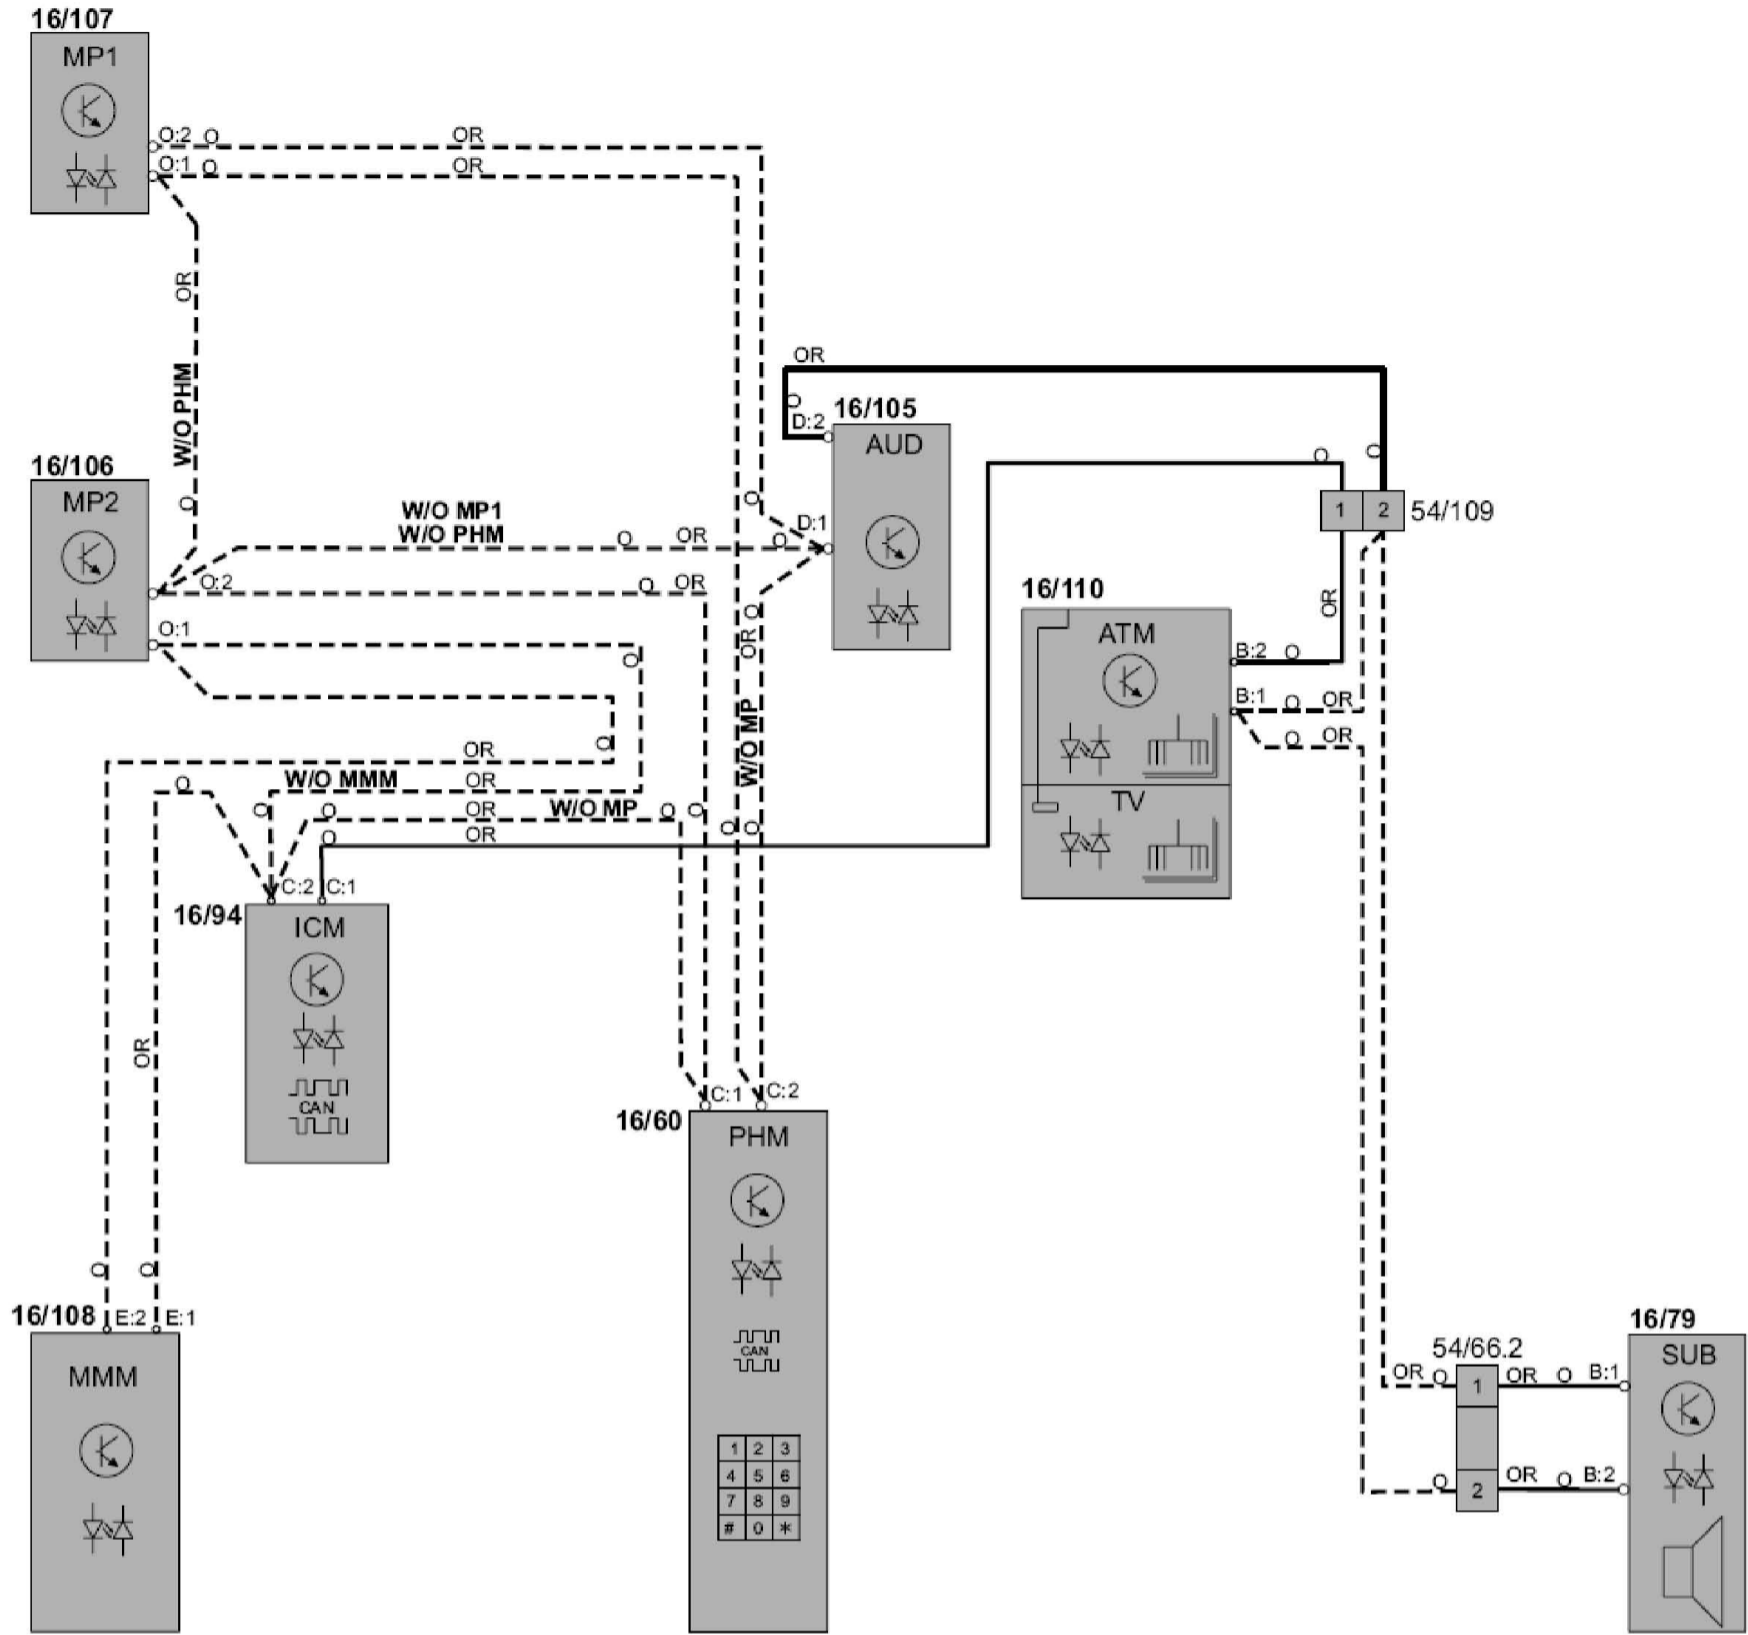 16/107
MP1
O:2 O OR
O:1 O OR
OR
W/O PHM
O
OR
O
D:2
16/105
AUD
O
O
16/106
MP2
W/O MP1
W/O PHM
O OR O
O
D:1
O:2 O OR
O:1
O
O
OR
O
W/O MP
1 2 54/109
OR
16/110
ATM
B:2 O
B:1 O OR
O OR
TV
OR
O
W/O MMM OR
O O OR W/O MP O O
O OR
O O
C:2 C:1
16/94
ICM
CAN
OR
C:1 C:2
16/60
PHM
CAN
1 2 3
4 5 6
7 8 9
# 0 *
O O
16/108 E:2 E:1
MMM
16/79
SUB
54/66.2
OR O 1 OR O B:1
O 2 OR O B:2